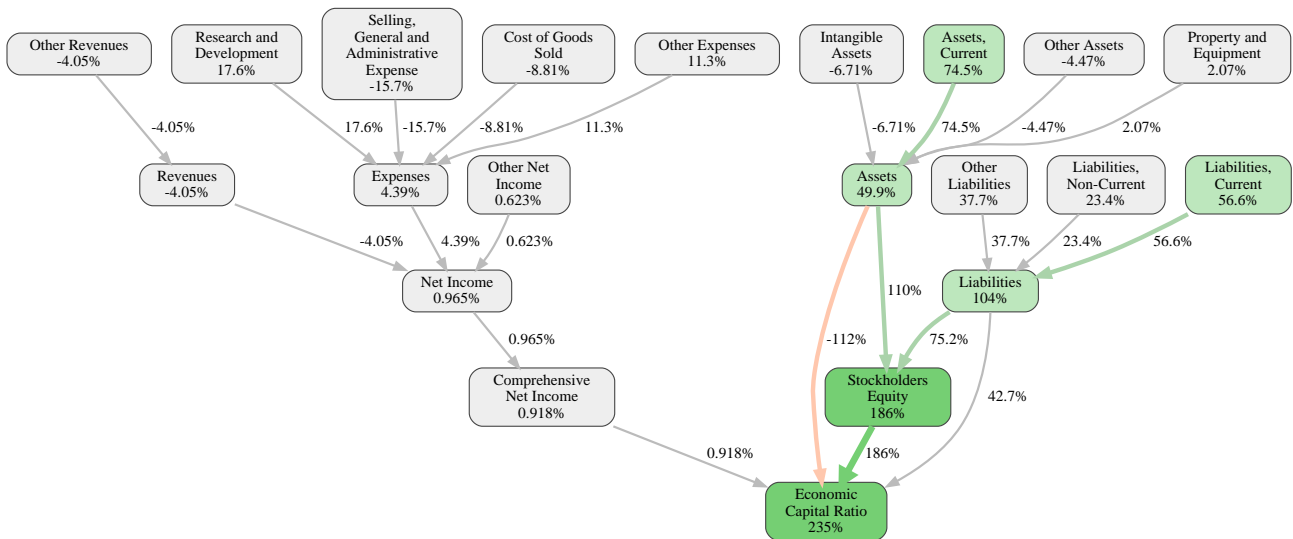 Other Revenues
-4.05%
Research and
Development
17.6%
Selling,
General and
Administrative
Expense
-15.7%
Cost of Goods
Sold
-8.81%
Other Expenses
11.3%
Intangible
Assets
-6.71%
Assets,
Current
74.5%
Other Assets
-4.47%
Property and
Equipment
2.07%
-4.05%
17.6%
-15.7%
-8.81%
11.3%
-6.71%
74.5%
-4.47%
2.07%
Revenues
-4.05%
Expenses
4.39%
Other Net
Income
0.623%
Assets
49.9%
Other
Liabilities
37.7%
Liabilities,
Non-Current
23.4%
Liabilities,
Current
56.6%
-4.05%
4.39%
0.623%
37.7%
23.4%
56.6%
Net Income
0.965%
110%
Liabilities
104%
0.965%
-112%
75.2%
Comprehensive
Net Income
0.918%
Stockholders
Equity
186%
42.7%
0.918%
186%
Economic
Capital Ratio
235%